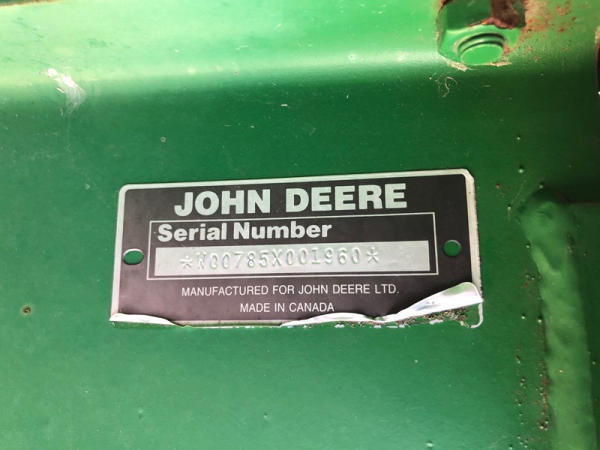 JOHN DEERE
Serial Number
*N00785X001960*
MANUFACTURED FOR JOHN DEERE LTD.
MADE IN CANADA